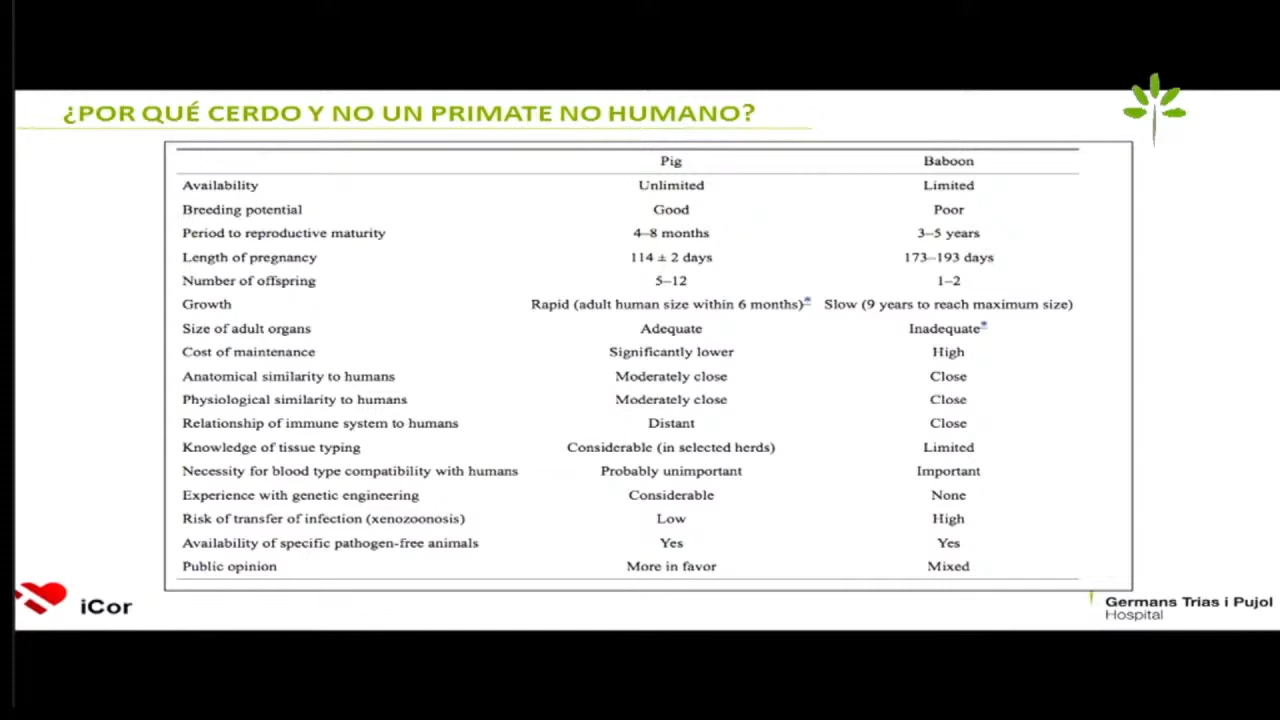 ¿POR QUÉ CERDO Y NO UN PRIMATE NO HUMANO?
Pig Baboon
Availability Unlimited Limited
Breeding potential Good Poor
Period to reproductive maturity 4–8 months 3–5 years
Length of pregnancy 114 ± 2 days 173–193 days
Number of offspring 5–12 1–2
Growth Rapid (adult human size within 6 months)* Slow (9 years to reach maximum size)
Size of adult organs Adequate Inadequate*
Cost of maintenance Significantly lower High
Anatomical similarity to humans Moderately close Close
Physiological similarity to humans Moderately close Close
Relationship of immune system to humans Distant Close
Knowledge of tissue typing Considerable (in selected herds) Limited
Necessity for blood type compatibility with humans Probably unimportant Important
Experience with genetic engineering Considerable None
Risk of transfer of infection (xenozoonosis) Low High
Availability of specific pathogen-free animals Yes Yes
Public opinion More in favor Mixed
iCor
Germans Trias i Pujol
Hospital